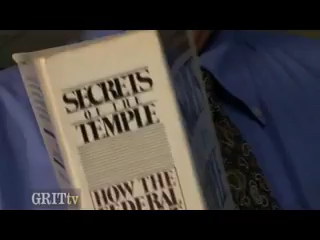 SECRETS
OF THE
TEMPLE
HOW THE
FEDERAL
GRITtv